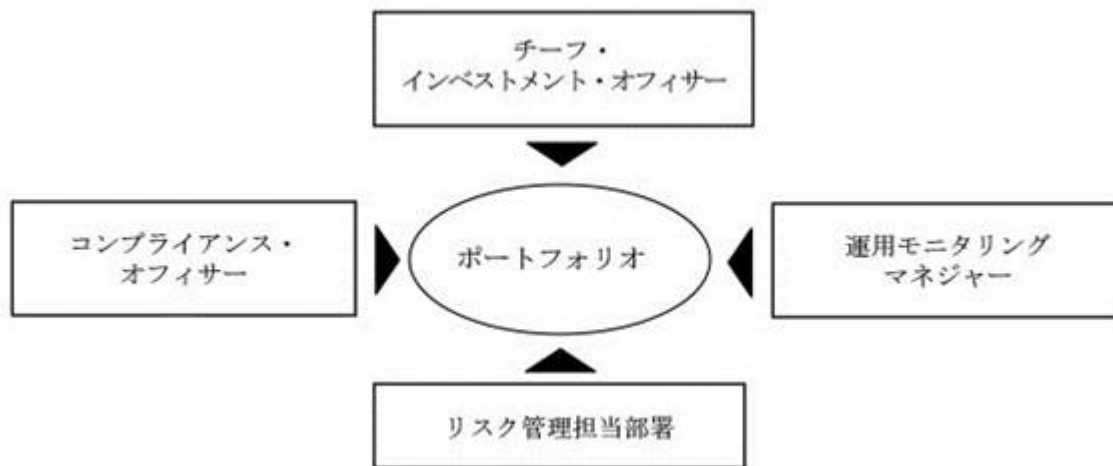 チーフ・
インベストメント・オフィサー
コンプライアンス・
オフィサー
ポートフォリオ
運用モニタリング
マネジャー
リスク管理担当部署